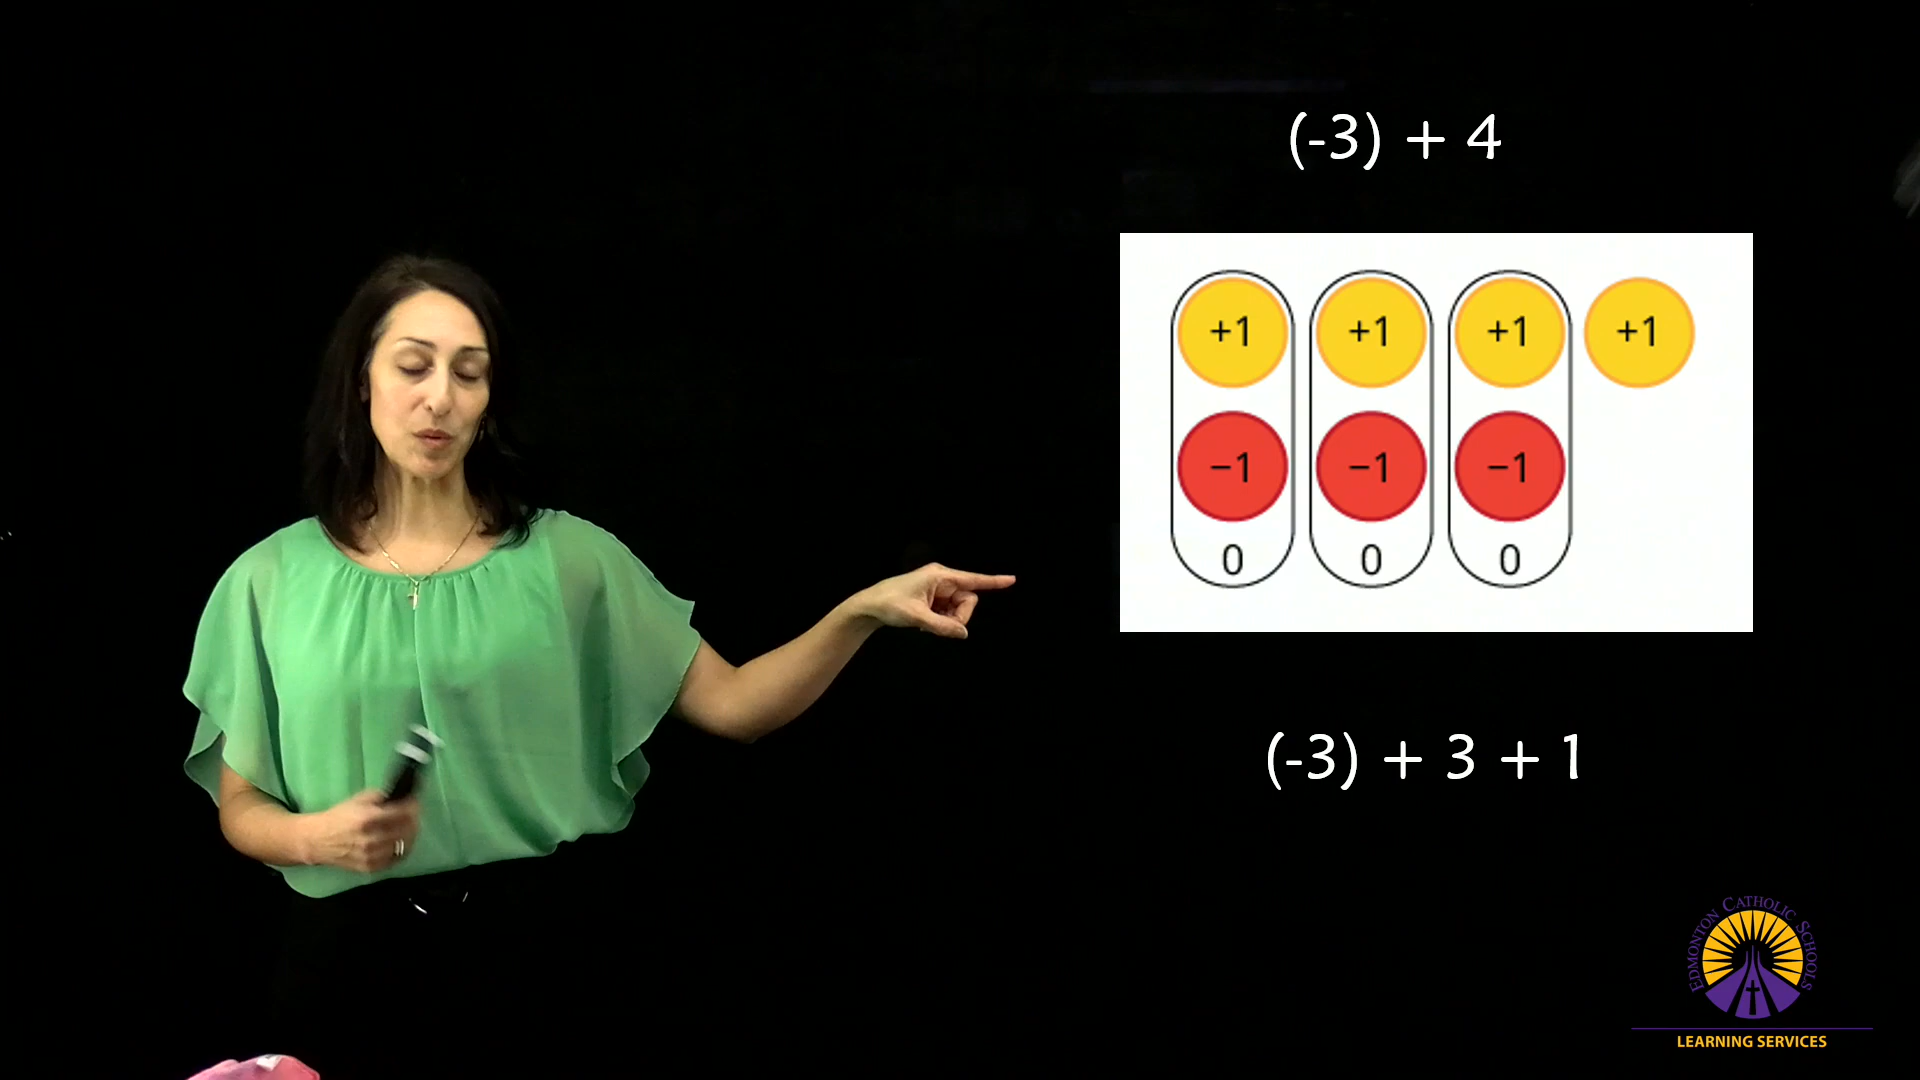 (-3) + 4
+1 +1 +1 +1
−1 −1 −1
0 0 0
(-3) + 3 + 1
EDMONTON CATHOLIC SCHOOLS
LEARNING SERVICES